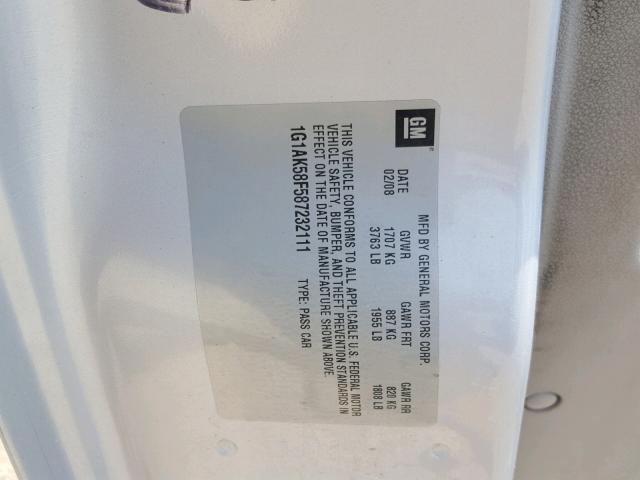 GM
MFD BY GENERAL MOTORS CORP.
DATE GVWR GAWR FRT GAWR RR
02/08 1707 KG 887 KG 820 KG
3763 LB 1955 LB 1808 LB
THIS VEHICLE CONFORMS TO ALL APPLICABLE U.S. FEDERAL MOTOR
VEHICLE SAFETY, BUMPER, AND THEFT PREVENTION STANDARDS IN
EFFECT ON THE DATE OF MANUFACTURE SHOWN ABOVE.
1G1AK58F587232111 TYPE: PASS CAR